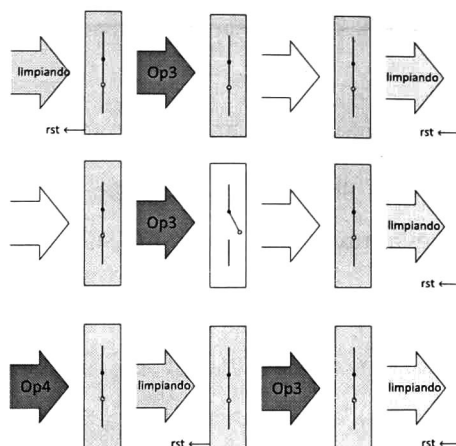 limpiando Op3 limpiando
rst ← rst ←
Op3 limpiando
rst ←
Op4 limpiando Op3 limpiando
rst ← rst ←